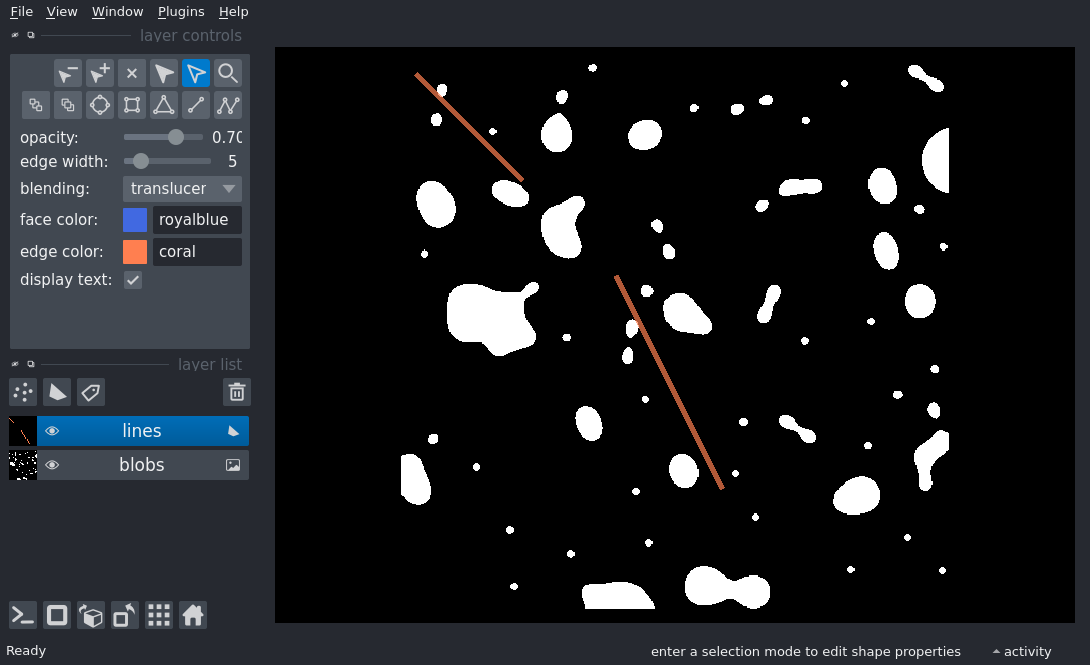 File View Window Plugins Help
layer controls
opacity: 0.70
edge width: 5
blending: translucer
face color: royalblue
edge color: coral
display text:
layer list
lines
blobs
Ready
enter a selection mode to edit shape properties
activity